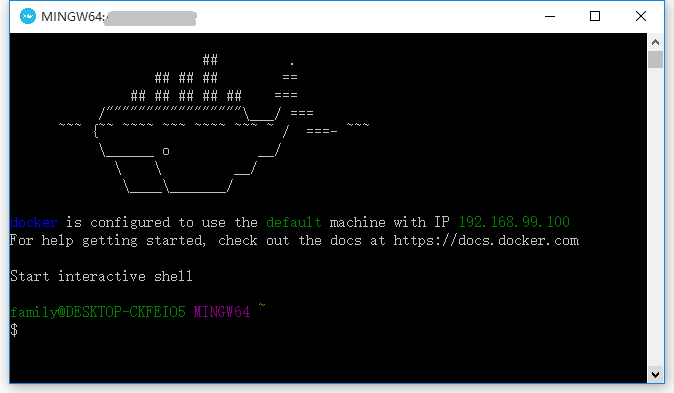 MINGW64:
                        ##         .
                  ## ## ##        ==
               ## ## ## ## ##    ===
           /"""""""""""""""""\___/ ===
      ~~~ {~~ ~~~~ ~~~ ~~~~ ~~~ ~ /  ===- ~~~
           \______ o           __/
             \    \         __/
              \____\_______/
docker is configured to use the default machine with IP 192.168.99.100
For help getting started, check out the docs at https://docs.docker.com
Start interactive shell
family@DESKTOP-CKFEIO5 MINGW64 ~
$